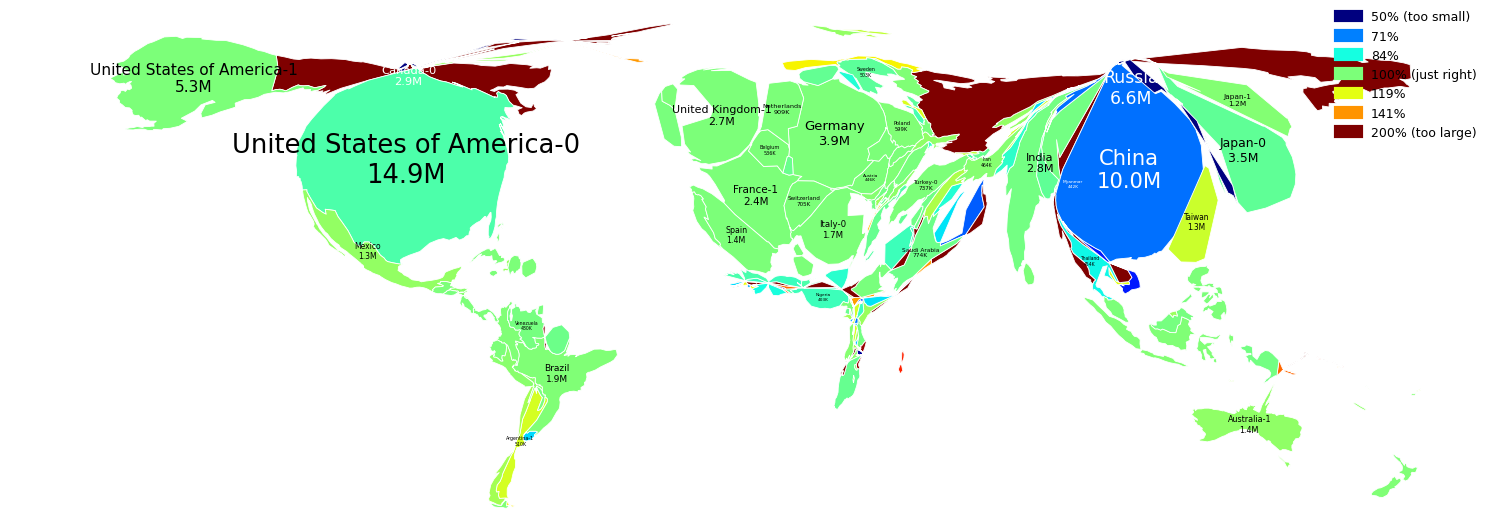 50% (too small)
71%
84%
100% (just right)
119%
141%
200% (too large)
United States of America-1
5.3M
Canada-0
2.9M
United States of America-0
14.9M
Mexico
1.3M
Venezuela
480K
Brazil
1.9M
Argentina-1
510K
Sweden
503K
United Kingdom-1
2.7M
Netherlands
909K
Germany
3.9M
Poland
599K
Belgium
536K
Austria
France-1
2.4M
Switzerland
705K
Turkey-0
737K
Spain
1.4M
Italy-0
1.7M
Saudi Arabia
774K
Nigeria
Iran
464K
India
2.8M
Russia
6.6M
China
10.0M
Myanmar
442K
Thailand
Taiwan
1.3M
Japan-1
1.2M
Japan-0
3.5M
Australia-1
1.4M